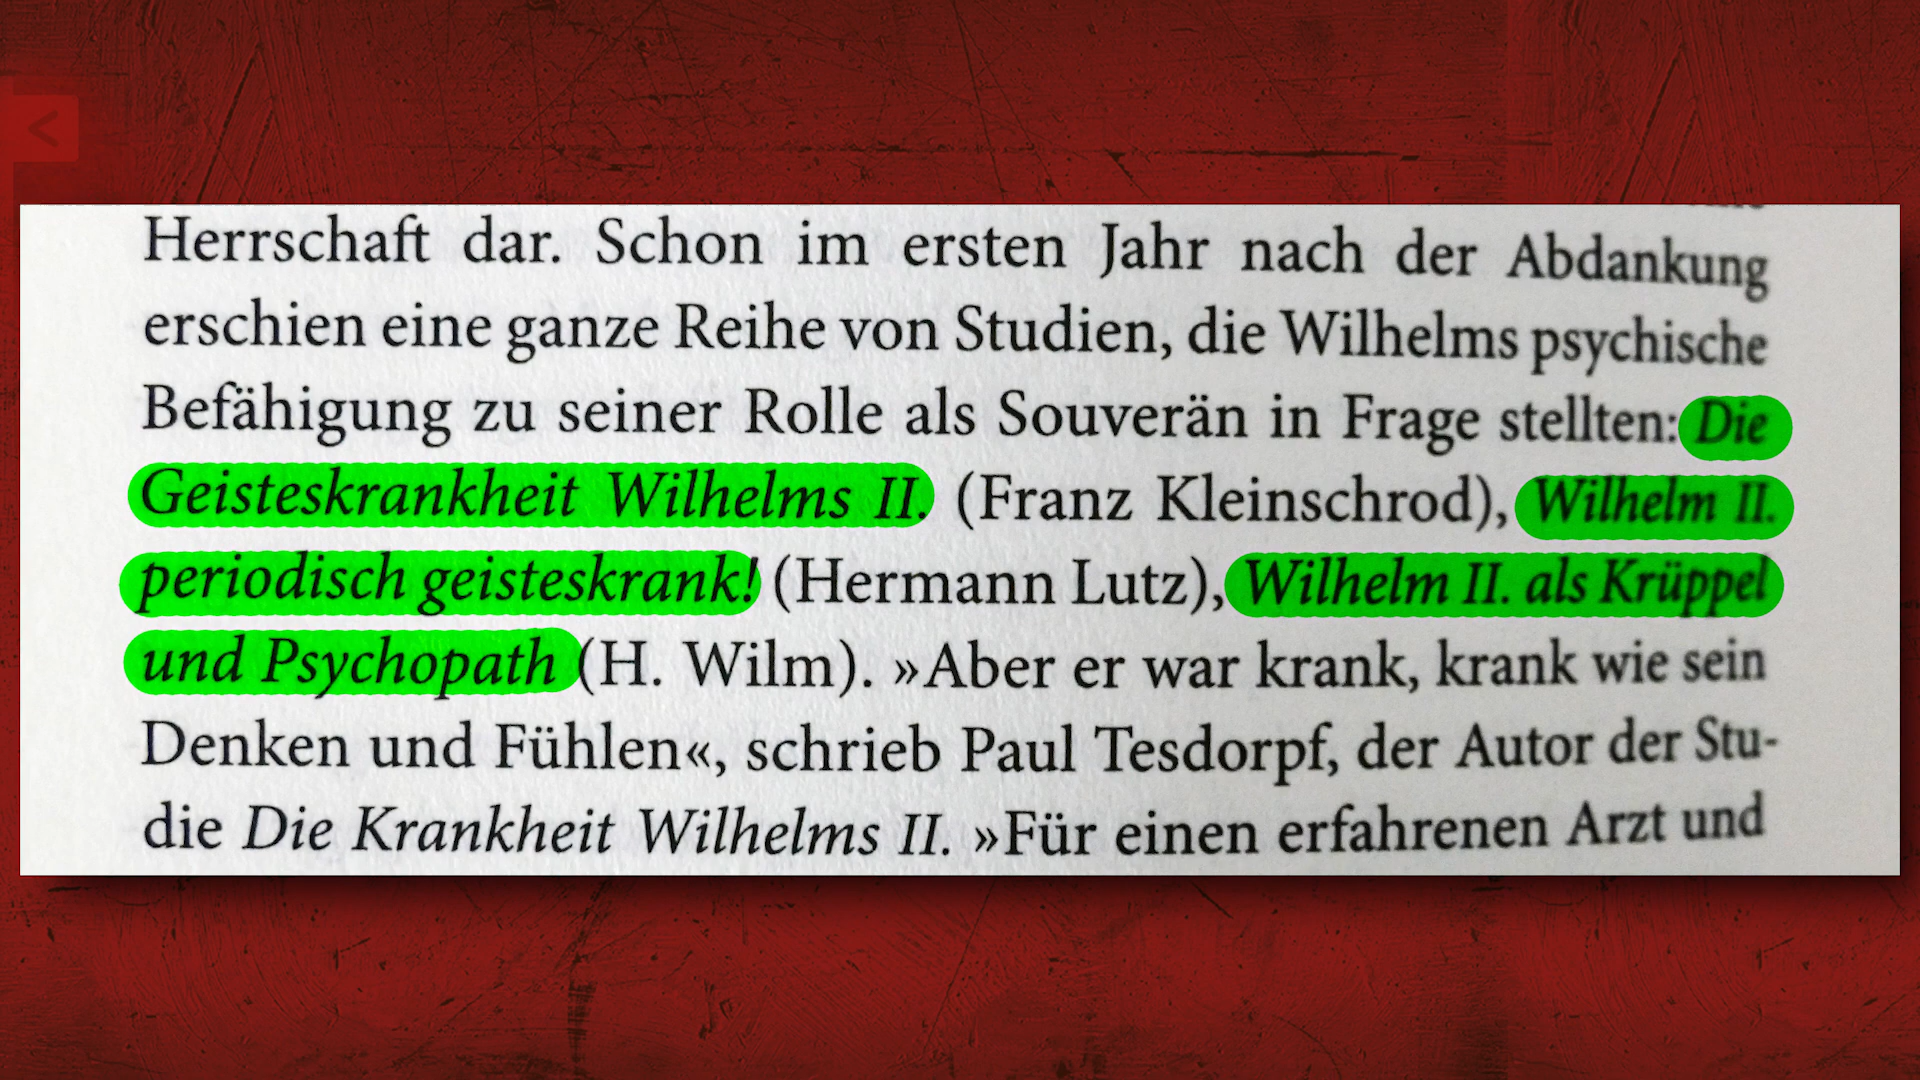 Herrschaft dar. Schon im ersten Jahr nach der Abdankung
erschien eine ganze Reihe von Studien, die Wilhelms psychische
Befähigung zu seiner Rolle als Souverän in Frage stellten: Die
Geisteskrankheit Wilhelms II. (Franz Kleinschrod), Wilhelm II.
periodisch geisteskrank! (Hermann Lutz), Wilhelm II. als Krüppel
und Psychopath (H. Wilm). »Aber er war krank, krank wie sein
Denken und Fühlen«, schrieb Paul Tesdorpf, der Autor der Stu-
die Die Krankheit Wilhelms II. »Für einen erfahrenen Arzt und